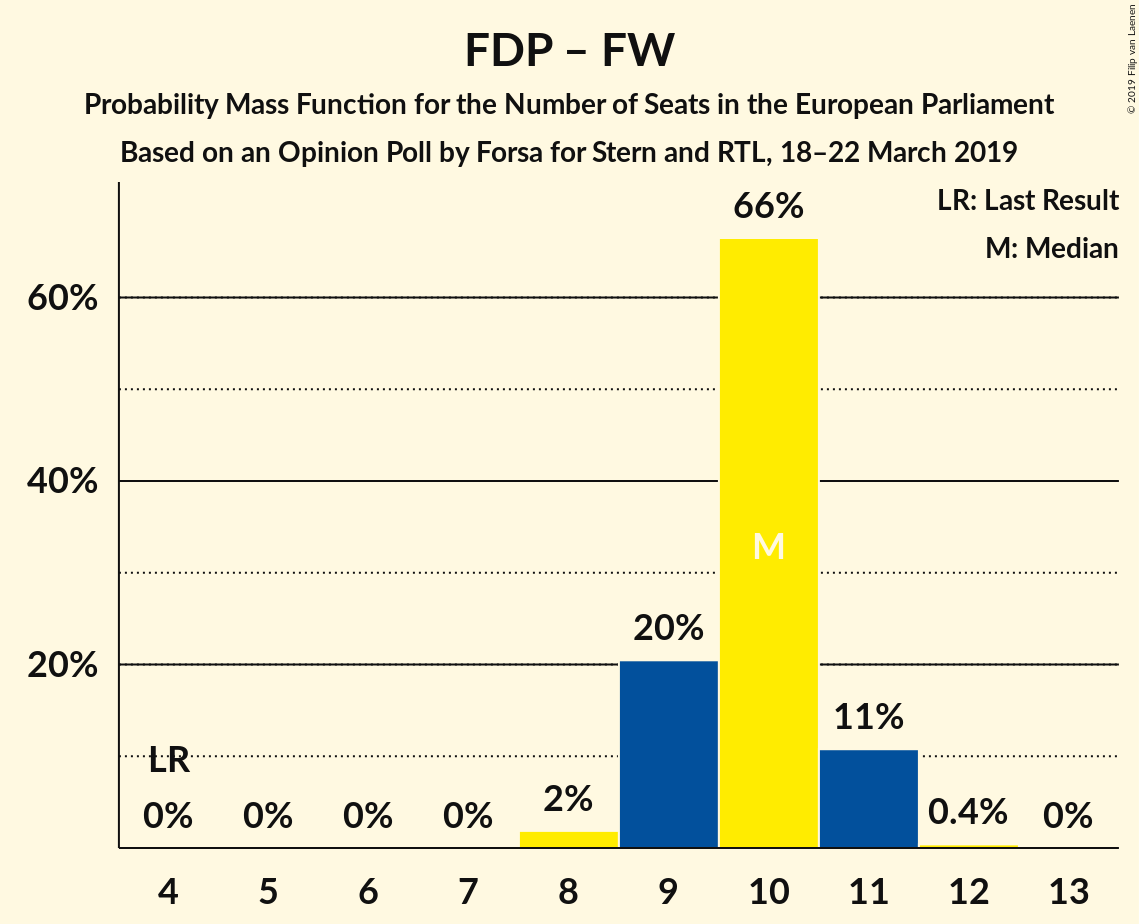 FDP – FW
Probability Mass Function for the Number of Seats in the European Parliament
Based on an Opinion Poll by Forsa for Stern and RTL, 18–22 March 2019
© 2019 Filip van Laenen
LR: Last Result
M: Median
66%
60%
40%
M
20%
20%
11%
LR
0%
0%
0%
0%
2%
0.4%
0%
4
5
6
7
8
9
10
11
12
13